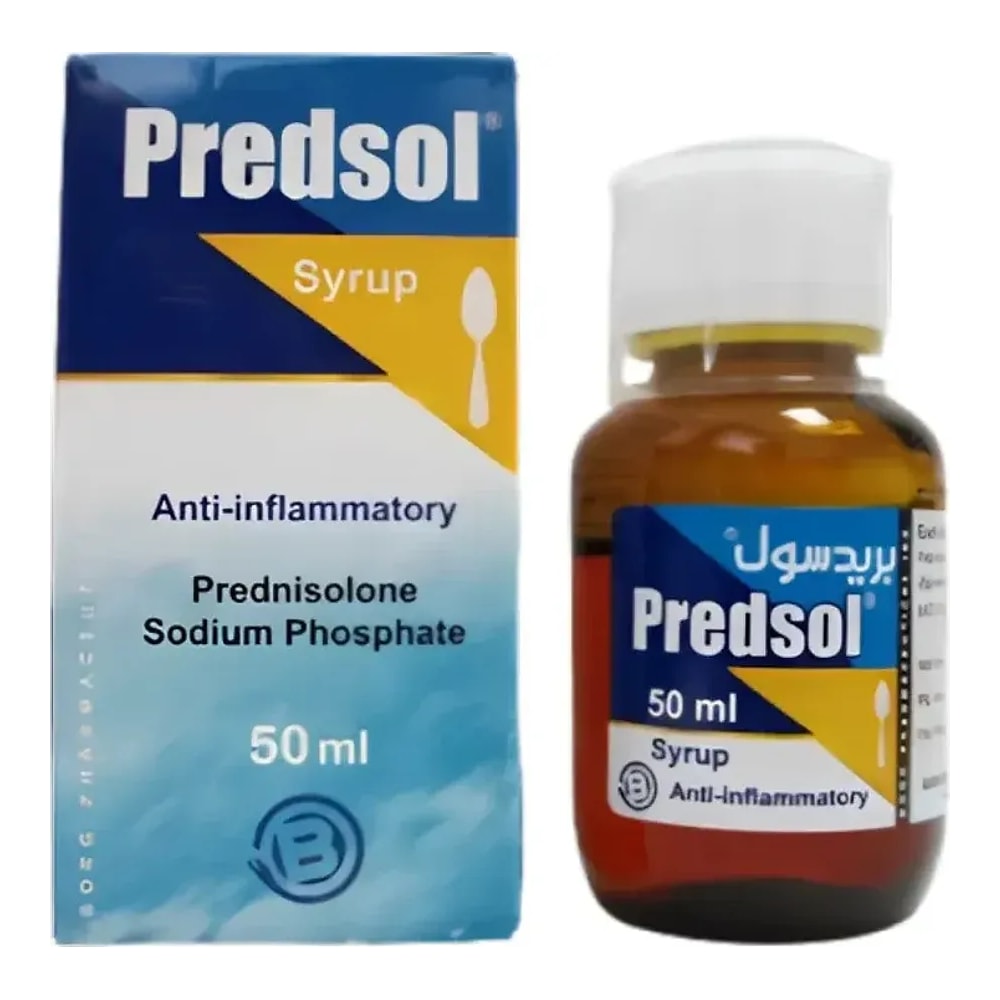 Predsol®
Syrup
Anti-inflammatory
Prednisolone
Sodium Phosphate
50 ml
B
بريدسول®
Predsol®
50 ml
Syrup
B
Anti-inflammatory